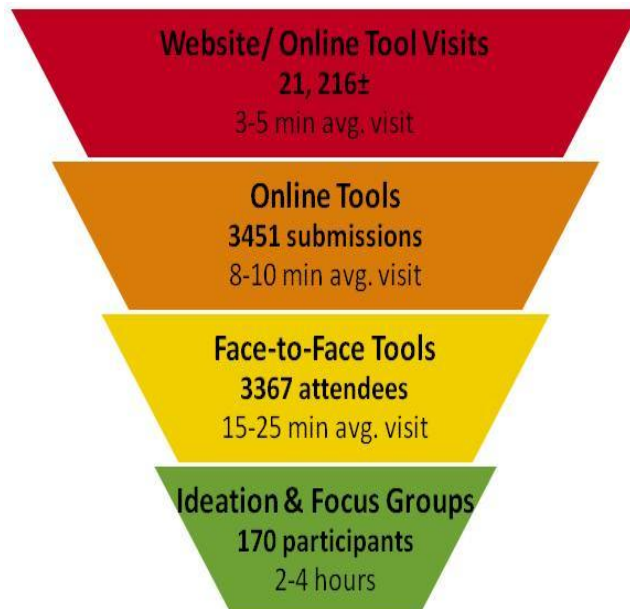 Website/ Online Tool Visits
21, 216±
3-5 min avg. visit
Online Tools
3451 submissions
8-10 min avg. visit
Face-to-Face Tools
3367 attendees
15-25 min avg. visit
Ideation & Focus Groups
170 participants
2-4 hours